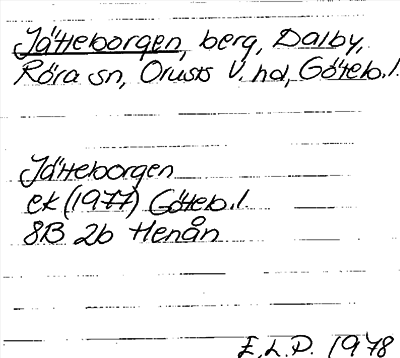 Jätteborgen, berg, Dalby,
Röra sn, Orusts V. hd, Göteb.l.
Jätteborgen
ek (1977) Göteb.l.
8B 2b Henån
E.L.P. 1978